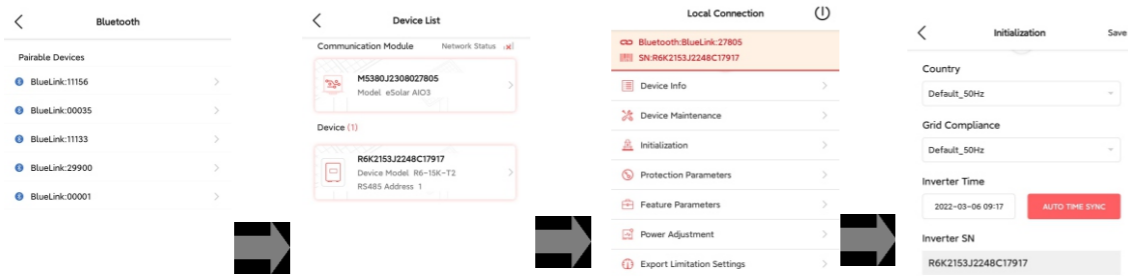 Bluetooth
Pairable Devices
BlueLink:11156
BlueLink:00035
BlueLink:11133
BlueLink:29900
BlueLink:00001
Device List
Communication Module Network Status
M5380J2308027805
Model eSolar AIO3
Device (1)
R6K2153J2248C17917
Device Model R6-15K-T2
RS485 Address 1
Local Connection
Bluetooth:BlueLink:27805
SN:R6K2153J2248C17917
Device Info
Device Maintenance
Initialization
Protection Parameters
Feature Parameters
Power Adjustment
Export Limitation Settings
Initialization Save
Country
Default_50Hz
Grid Compliance
Default_50Hz
Inverter Time
2022-03-06 09:17 AUTO TIME SYNC
Inverter SN
R6K2153J2248C17917